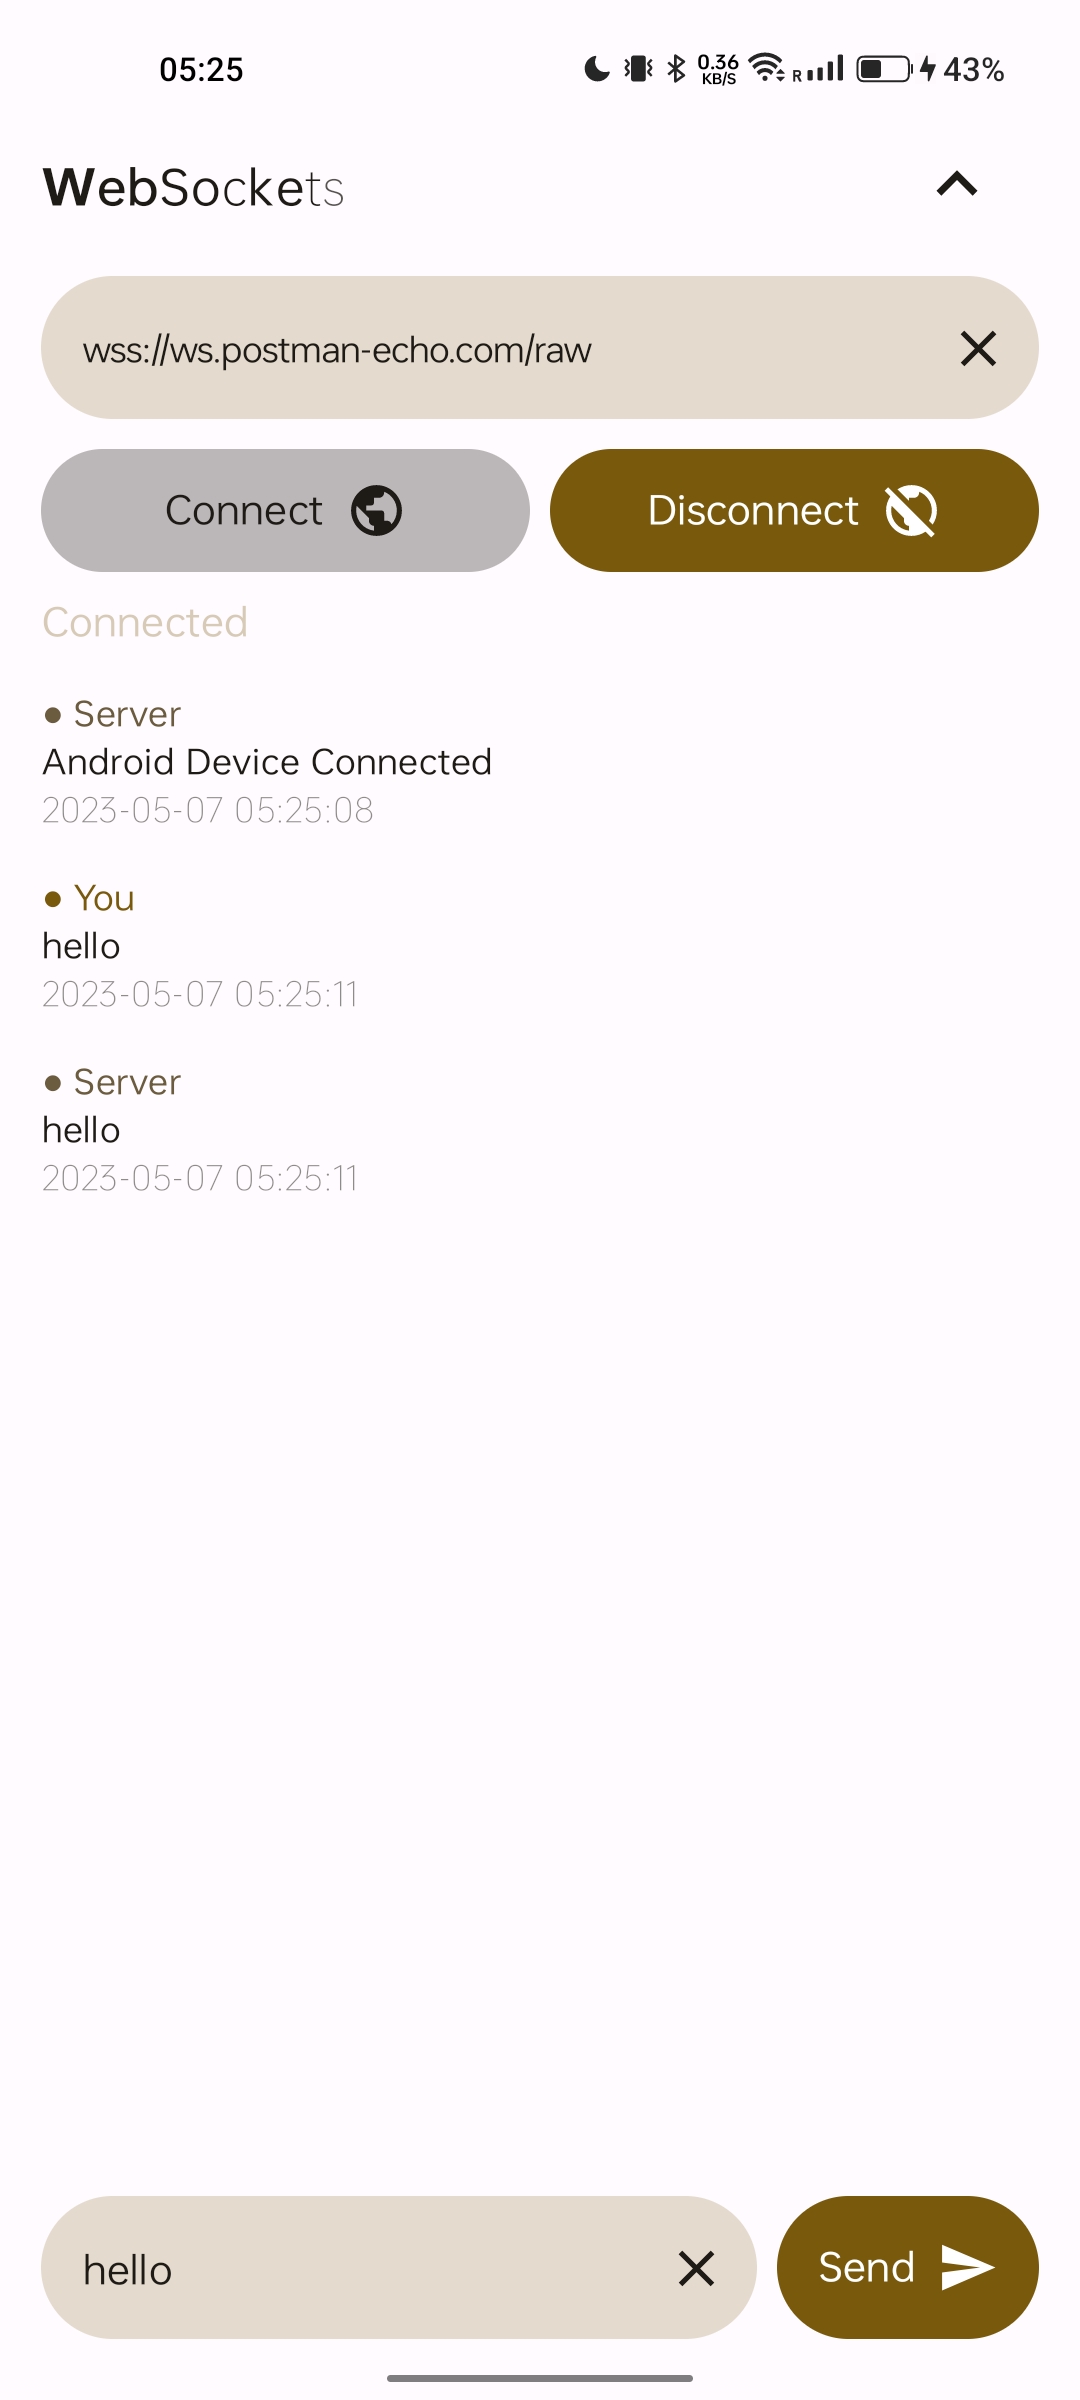 05:25
0.36 KB/S R 43%
WebSockets
wss://ws.postman-echo.com/raw
Connect Disconnect
Connected
• Server
Android Device Connected
2023-05-07 05:25:08
• You
hello
2023-05-07 05:25:11
• Server
hello
2023-05-07 05:25:11
hello Send